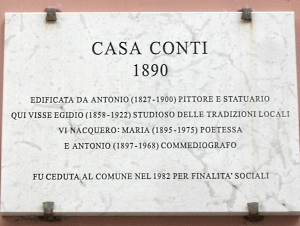 CASA CONTI
1890
EDIFICATA DA ANTONIO (1827-1900) PITTORE E STATUARIO
QUI VISSE EGIDIO (1858-1922) STUDIOSO DELLE TRADIZIONI LOCALI
VI NACQUERO: MARIA (1895-1975) POETESSA
E ANTONIO (1897-1968) COMMEDIOGRAFO
FU CEDUTA AL COMUNE NEL 1982 PER FINALITA' SOCIALI